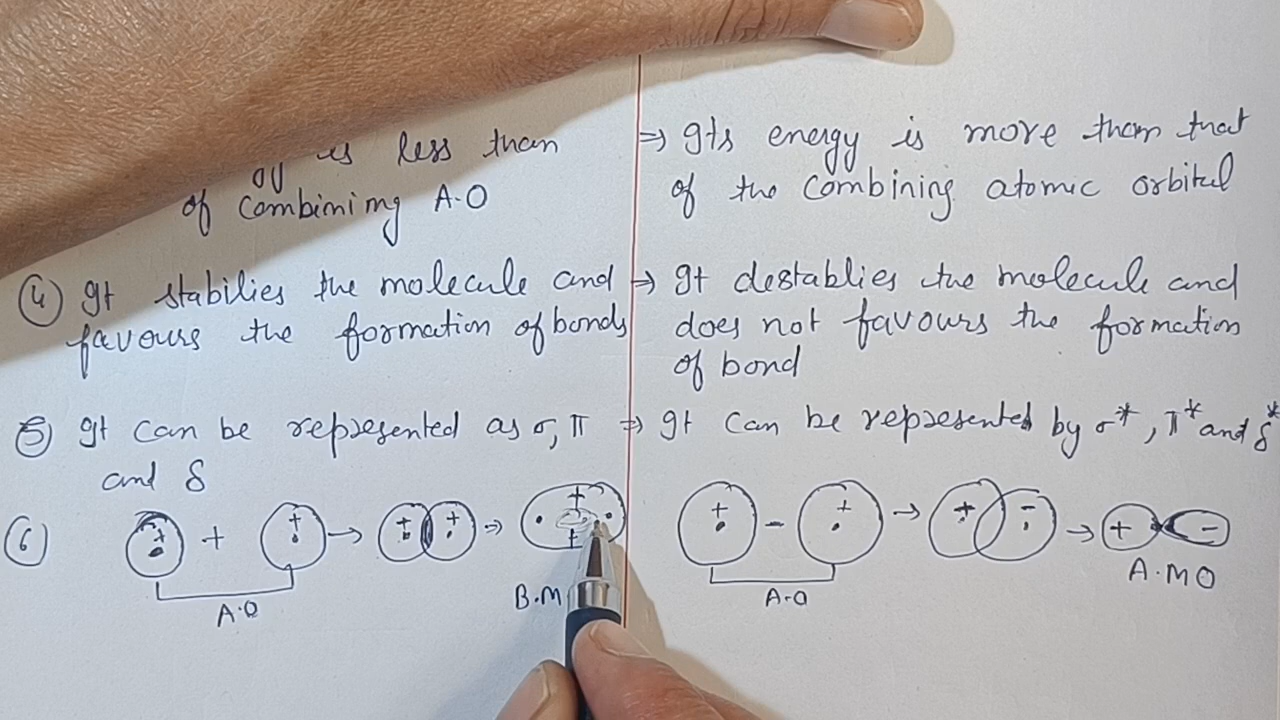 is less than
of combining A.O
④ It stabilies the molecule and
favours the formation of bonds
⑤ It can be represented as σ, π
and δ
⑥ + + + → + + ⇒ + +
A.O
B.M
⇒ Its energy is more than that
of the combining atomic orbital
→ It destablies the molecule and
does not favours the formation
of bond
⇒ It can be represented by σ*, π* and δ*
+ - + → + - → + -
A.O
A.MO